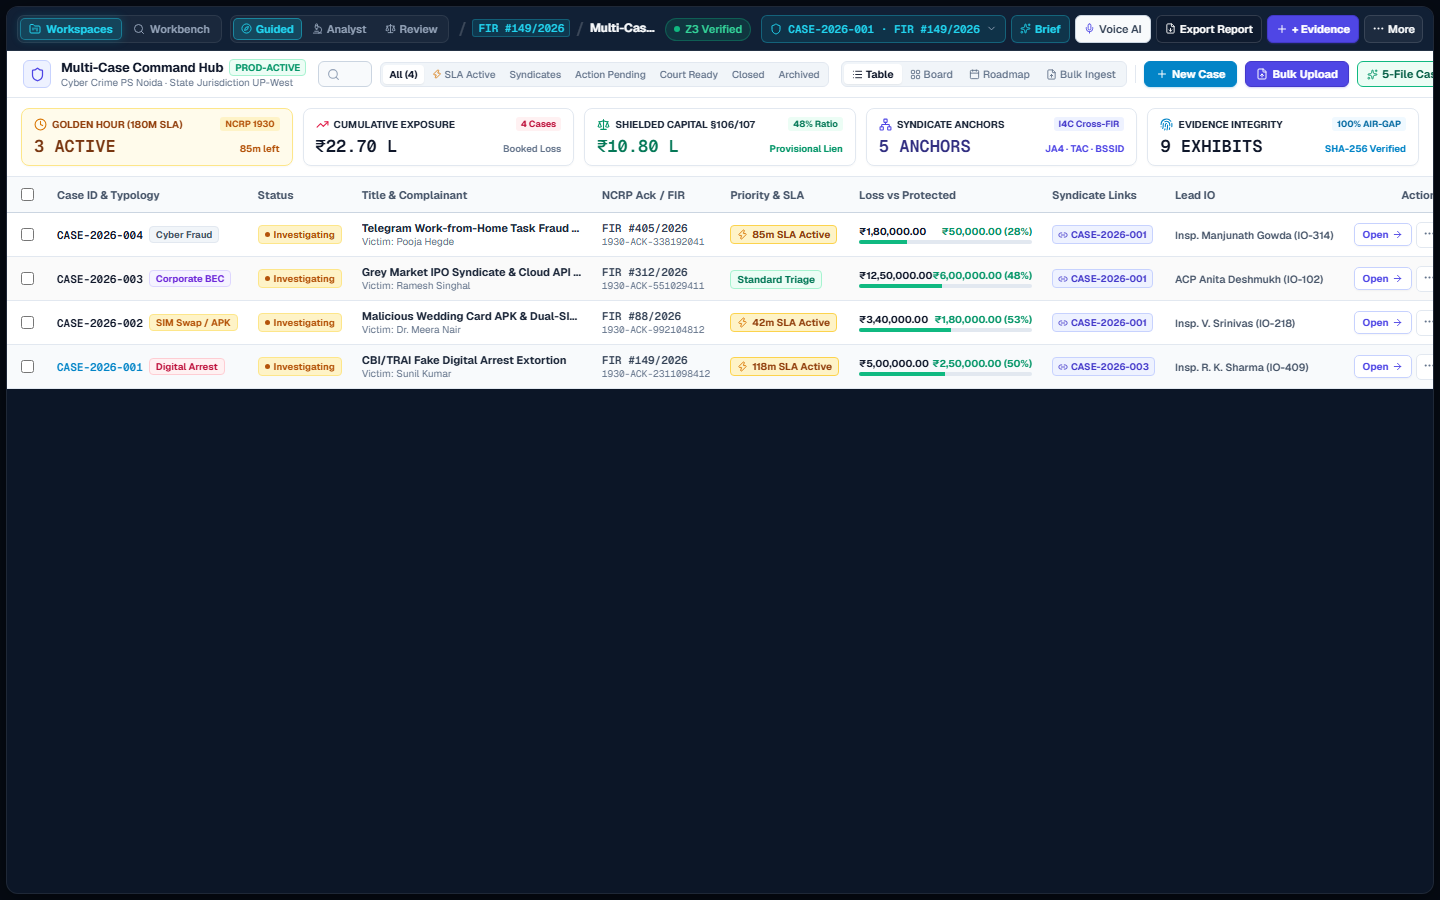 Workspaces Workbench Guided Analyst Review / FIR #149/2026 / Multi-Cas... Z3 Verified CASE-2026-001 · FIR #149/2026 Brief Voice AI Export Report + Evidence More
Multi-Case Command Hub PROD-ACTIVE
Cyber Crime PS Noida · State Jurisdiction UP-West
All (4) SLA Active Syndicates Action Pending Court Ready Closed Archived Table Board Roadmap Bulk Ingest + New Case Bulk Upload 5-File Cas
GOLDEN HOUR (180M SLA) NCRP 1930
3 ACTIVE 85m left
CUMULATIVE EXPOSURE 4 Cases
₹22.70 L Booked Loss
SHIELDED CAPITAL §106/107 48% Ratio
₹10.80 L Provisional Lien
SYNDICATE ANCHORS I4C Cross-FIR
5 ANCHORS JA4 · TAC · BSSID
EVIDENCE INTEGRITY 100% AIR-GAP
9 EXHIBITS SHA-256 Verified
Case ID & Typology Status Title & Complainant NCRP Ack / FIR Priority & SLA Loss vs Protected Syndicate Links Lead IO Action
CASE-2026-004 Cyber Fraud Investigating Telegram Work-from-Home Task Fraud ... FIR #405/2026 85m SLA Active ₹1,80,000.00 ₹50,000.00 (28%) CASE-2026-001 Insp. Manjunath Gowda (IO-314) Open → ...
Victim: Pooja Hegde 1930-ACK-338192041
CASE-2026-003 Corporate BEC Investigating Grey Market IPO Syndicate & Cloud API ... FIR #312/2026 Standard Triage ₹12,50,000.00 ₹6,00,000.00 (48%) CASE-2026-001 ACP Anita Deshmukh (IO-102) Open → ...
Victim: Ramesh Singhal 1930-ACK-551029411
CASE-2026-002 SIM Swap / APK Investigating Malicious Wedding Card APK & Dual-SI... FIR #88/2026 42m SLA Active ₹3,40,000.00 ₹1,80,000.00 (53%) CASE-2026-001 Insp. V. Srinivas (IO-218) Open → ...
Victim: Dr. Meera Nair 1930-ACK-992104812
CASE-2026-001 Digital Arrest Investigating CBI/TRAI Fake Digital Arrest Extortion FIR #149/2026 118m SLA Active ₹5,00,000.00 ₹2,50,000.00 (50%) CASE-2026-003 Insp. R. K. Sharma (IO-409) Open → ...
Victim: Sunil Kumar 1930-ACK-2311098412